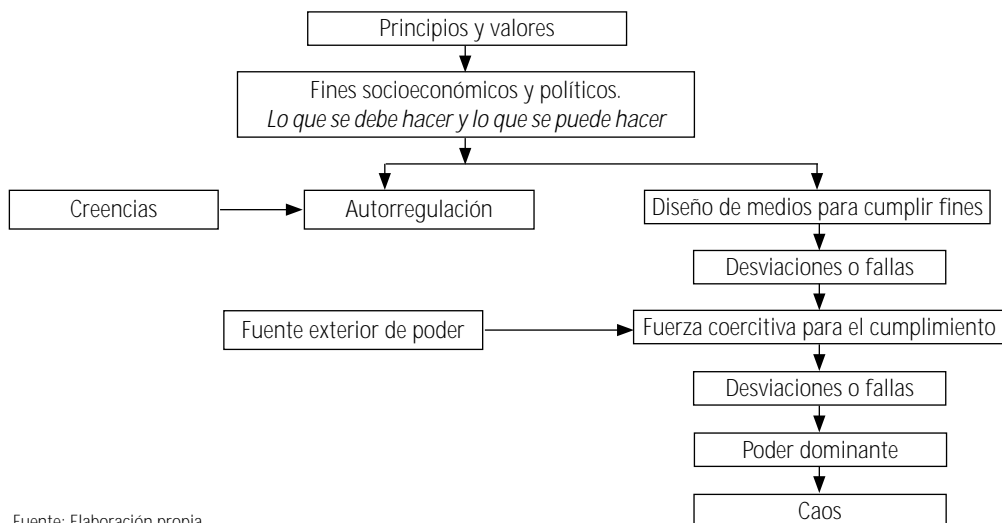 Principios y valores
Fines socioeconómicos y políticos.
Lo que se debe hacer y lo que se puede hacer
Creencias
Autorregulación
Diseño de medios para cumplir fines
Desviaciones o fallas
Fuente exterior de poder
Fuerza coercitiva para el cumplimiento
Desviaciones o fallas
Poder dominante
Caos
Fuente: Elaboración propia